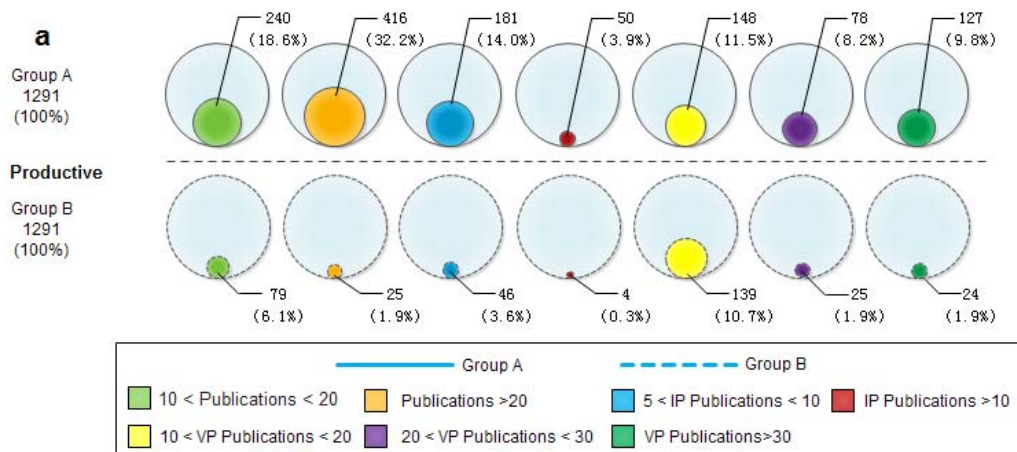 a
Group A
1291
(100%)
240
(18.6%)
416
(32.2%)
181
(14.0%)
50
(3.9%)
148
(11.5%)
78
(8.2%)
127
(9.8%)
Productive
Group B
1291
(100%)
79
(6.1%)
25
(1.9%)
46
(3.6%)
4
(0.3%)
139
(10.7%)
25
(1.9%)
24
(1.9%)
Group A
Group B
10 < Publications < 20
Publications >20
5 < IP Publications < 10
IP Publications >10
10 < VP Publications < 20
20 < VP Publications < 30
VP Publications>30